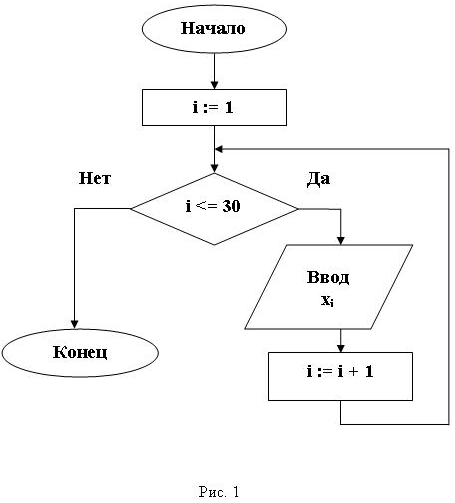 Начало
i := 1
Нет
Да
i <= 30
Ввод
xᵢ
Конец
i := i + 1
Рис. 1